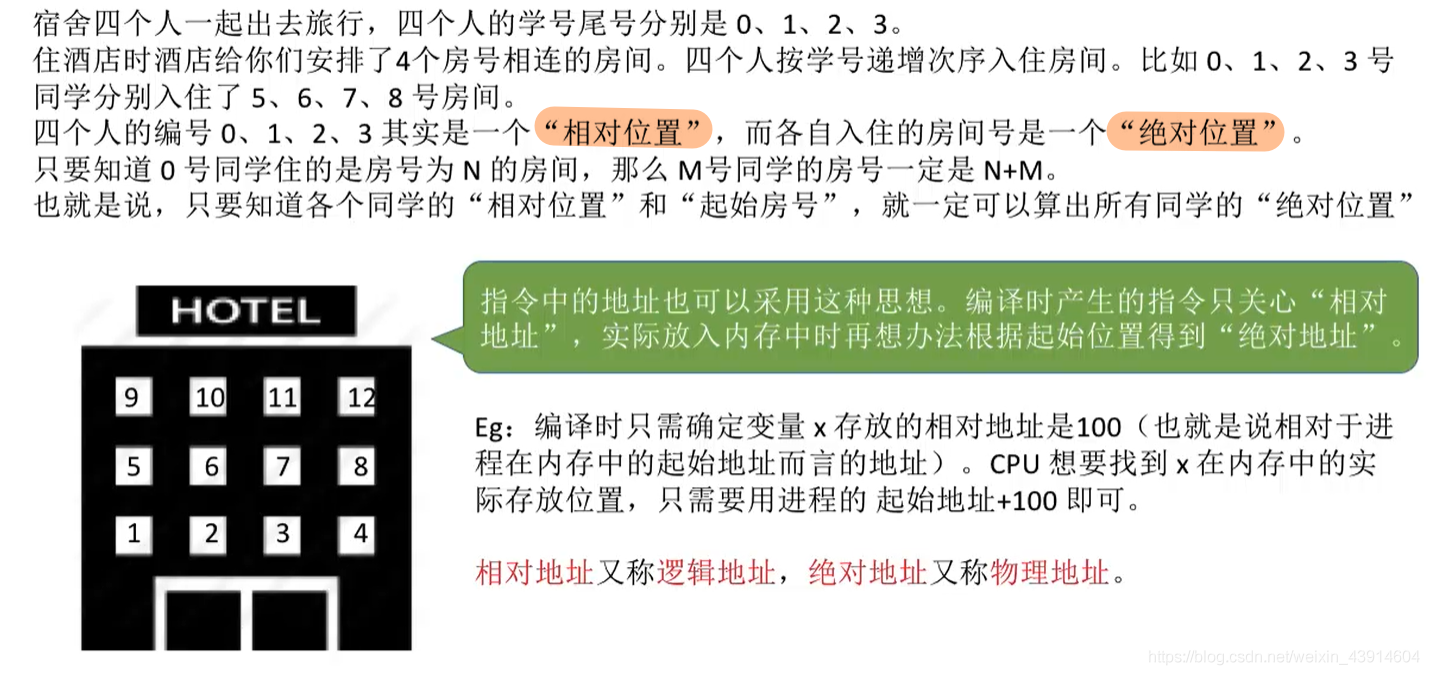 宿舍四个人一起出去旅行，四个人的学号尾号分别是 0、1、2、3。
住酒店时酒店给你们安排了4个房号相连的房间。四个人按学号递增次序入住房间。比如 0、1、2、3 号
同学分别入住了 5、6、7、8 号房间。
四个人的编号 0、1、2、3 其实是一个“相对位置”，而各自入住的房间号是一个“绝对位置”。
只要知道 0 号同学住的是房号为 N 的房间，那么 M号同学的房号一定是 N+M。
也就是说，只要知道各个同学的“相对位置”和“起始房号”，就一定可以算出所有同学的“绝对位置”
HOTEL
9 10 11 12
5 6 7 8
1 2 3 4
指令中的地址也可以采用这种思想。编译时产生的指令只关心“相对
地址”，实际放入内存中时再想办法根据起始位置得到“绝对地址”。
Eg：编译时只需确定变量 x 存放的相对地址是100（也就是说相对于进
程在内存中的起始地址而言的地址）。CPU 想要找到 x 在内存中的实
际存放位置，只需要用进程的 起始地址+100 即可。
相对地址又称逻辑地址，绝对地址又称物理地址。
https://blog.csdn.net/weixin_43914604